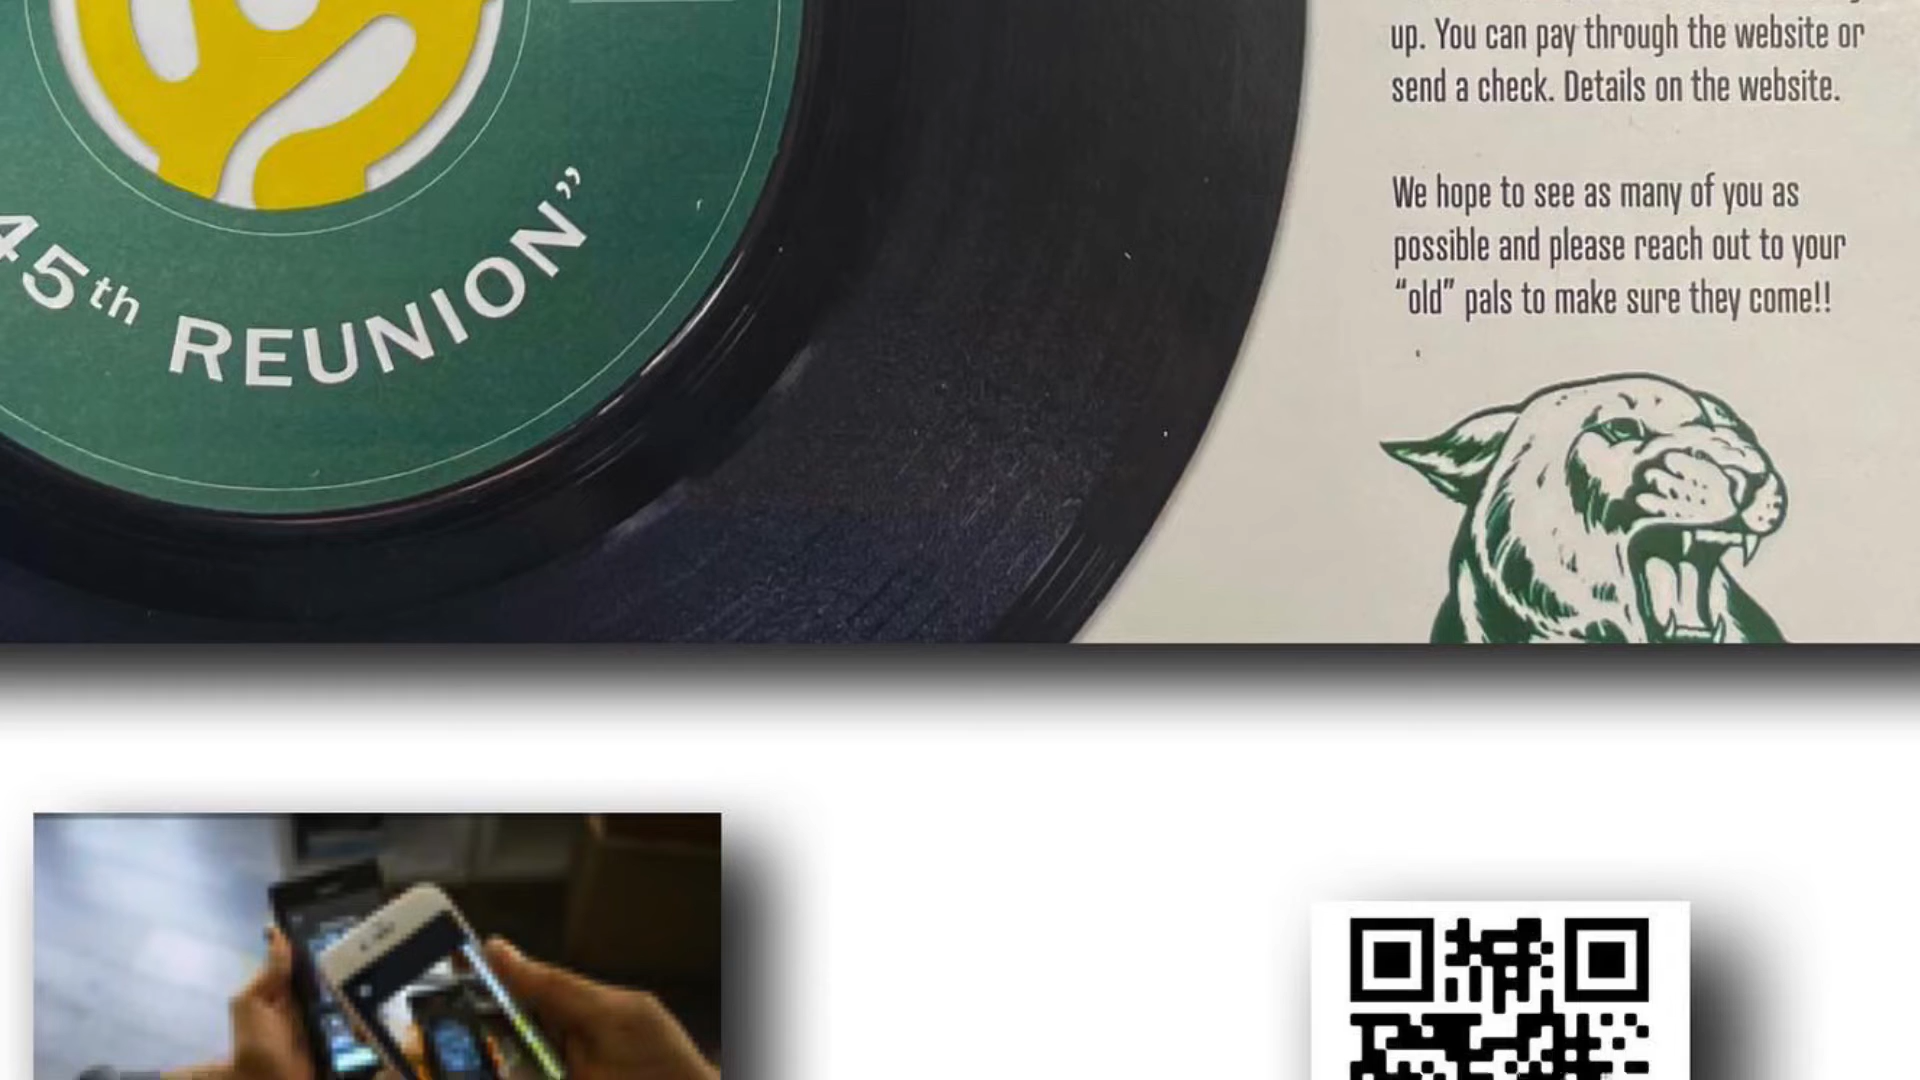 up. You can pay through the website or
send a check. Details on the website.
We hope to see as many of you as
possible and please reach out to your
“old” pals to make sure they come!!
45th REUNION”